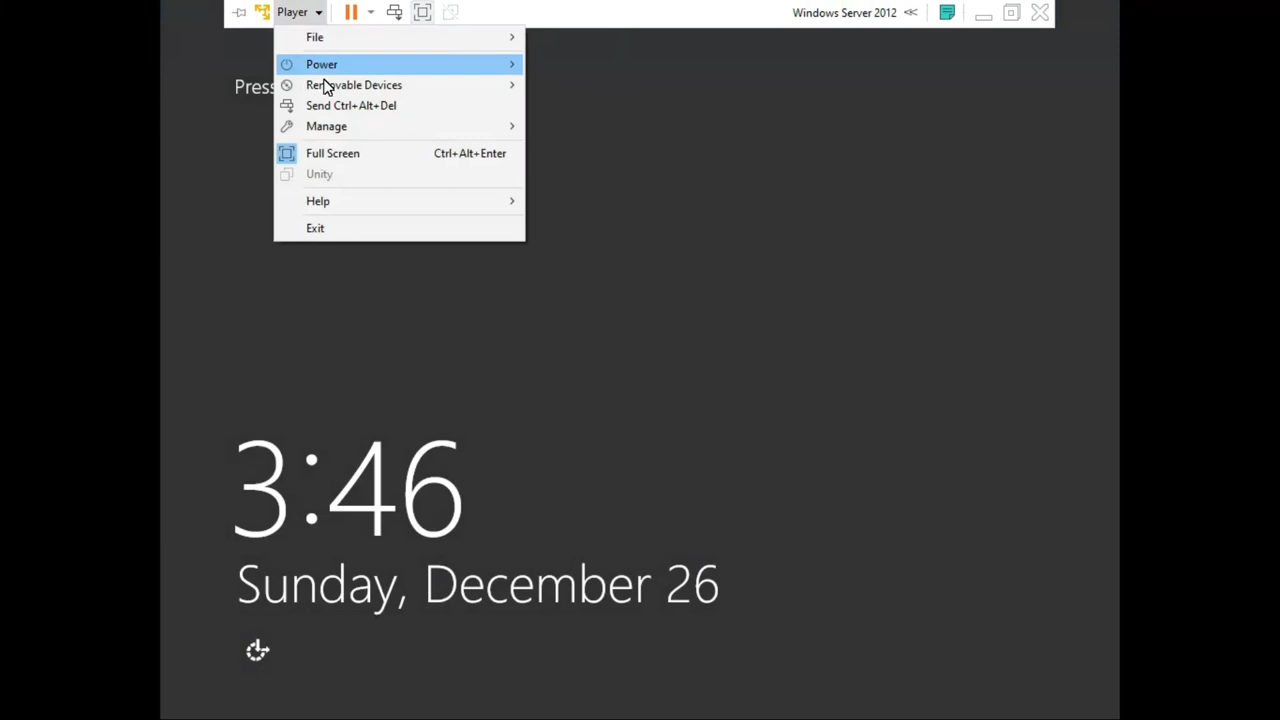 Player
Windows Server 2012
File
Power
Press
Removable Devices
Send Ctrl+Alt+Del
Manage
Full Screen Ctrl+Alt+Enter
Unity
Help
Exit
3:46
Sunday, December 26